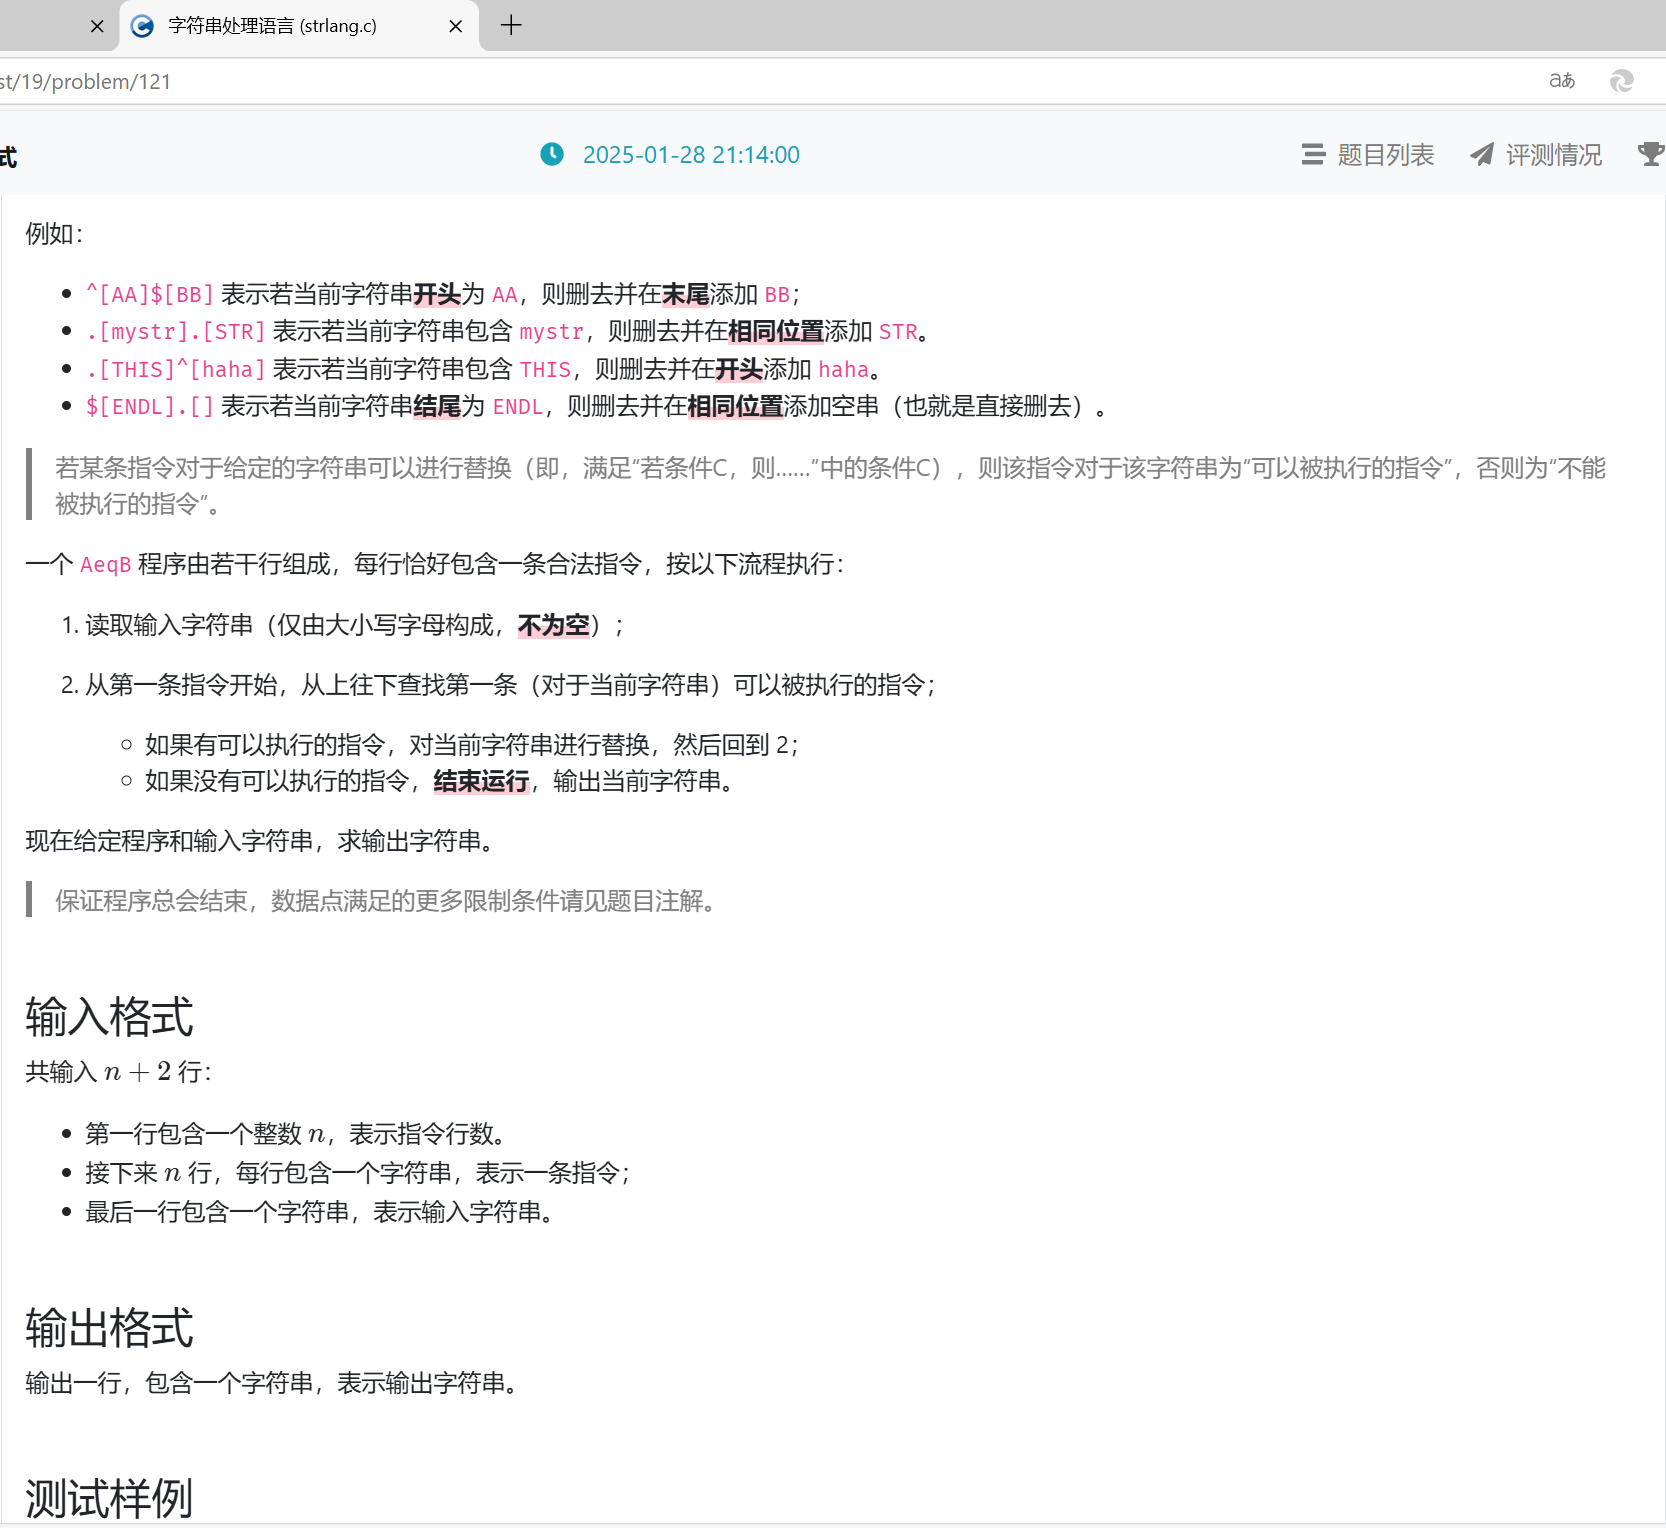 字符串处理语言 (strlang.c)
st/19/problem/121
式
2025-01-28 21:14:00
题目列表
评测情况
例如：
^[AA]$[BB] 表示若当前字符串开头为 AA，则删去并在末尾添加 BB；
.[mystr].[STR] 表示若当前字符串包含 mystr，则删去并在相同位置添加 STR。
.[THIS]^[haha] 表示若当前字符串包含 THIS，则删去并在开头添加 haha。
$[ENDL].[] 表示若当前字符串结尾为 ENDL，则删去并在相同位置添加空串（也就是直接删去）。
若某条指令对于给定的字符串可以进行替换（即，满足“若条件C，则……”中的条件C），则该指令对于该字符串为“可以被执行的指令”，否则为“不能
被执行的指令”。
一个 AeqB 程序由若干行组成，每行恰好包含一条合法指令，按以下流程执行：
1. 读取输入字符串（仅由大小写字母构成，不为空）；
2. 从第一条指令开始，从上往下查找第一条（对于当前字符串）可以被执行的指令；
如果有可以执行的指令，对当前字符串进行替换，然后回到 2；
如果没有可以执行的指令，结束运行，输出当前字符串。
现在给定程序和输入字符串，求输出字符串。
保证程序总会结束，数据点满足的更多限制条件请见题目注解。
输入格式
共输入 n + 2 行：
第一行包含一个整数 n，表示指令行数。
接下来 n 行，每行包含一个字符串，表示一条指令；
最后一行包含一个字符串，表示输入字符串。
输出格式
输出一行，包含一个字符串，表示输出字符串。
测试样例